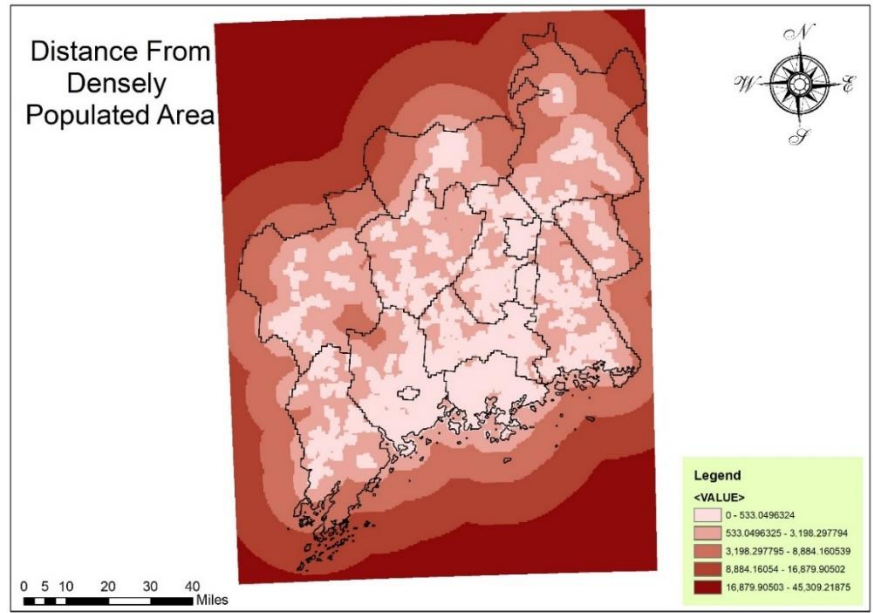 Distance From
Densely
Populated Area
N
W E
S
Legend
<VALUE>
0 - 533.0496324
533.0496325 - 3,198.297794
3,198.297795 - 8,884.160539
8,884.16054 - 16,879.90502
16,879.90503 - 45,309.21875
0 5 10 20 30 40
Miles